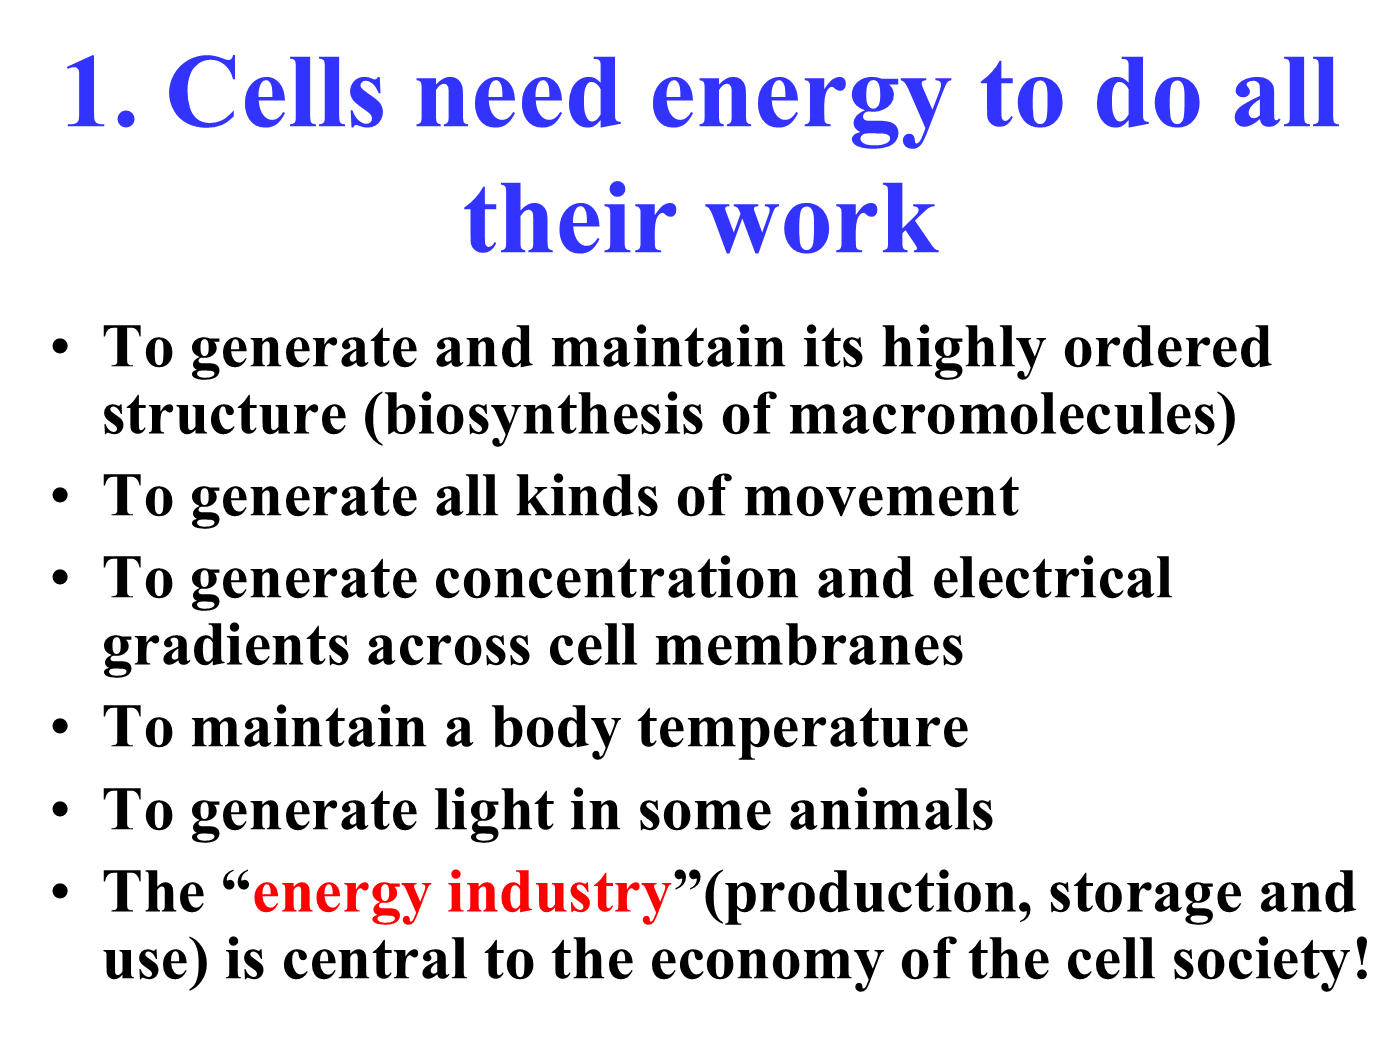 1. Cells need energy to do all
their work
• To generate and maintain its highly ordered
structure (biosynthesis of macromolecules)
• To generate all kinds of movement
• To generate concentration and electrical
gradients across cell membranes
• To maintain a body temperature
• To generate light in some animals
• The “energy industry”(production, storage and
use) is central to the economy of the cell society!